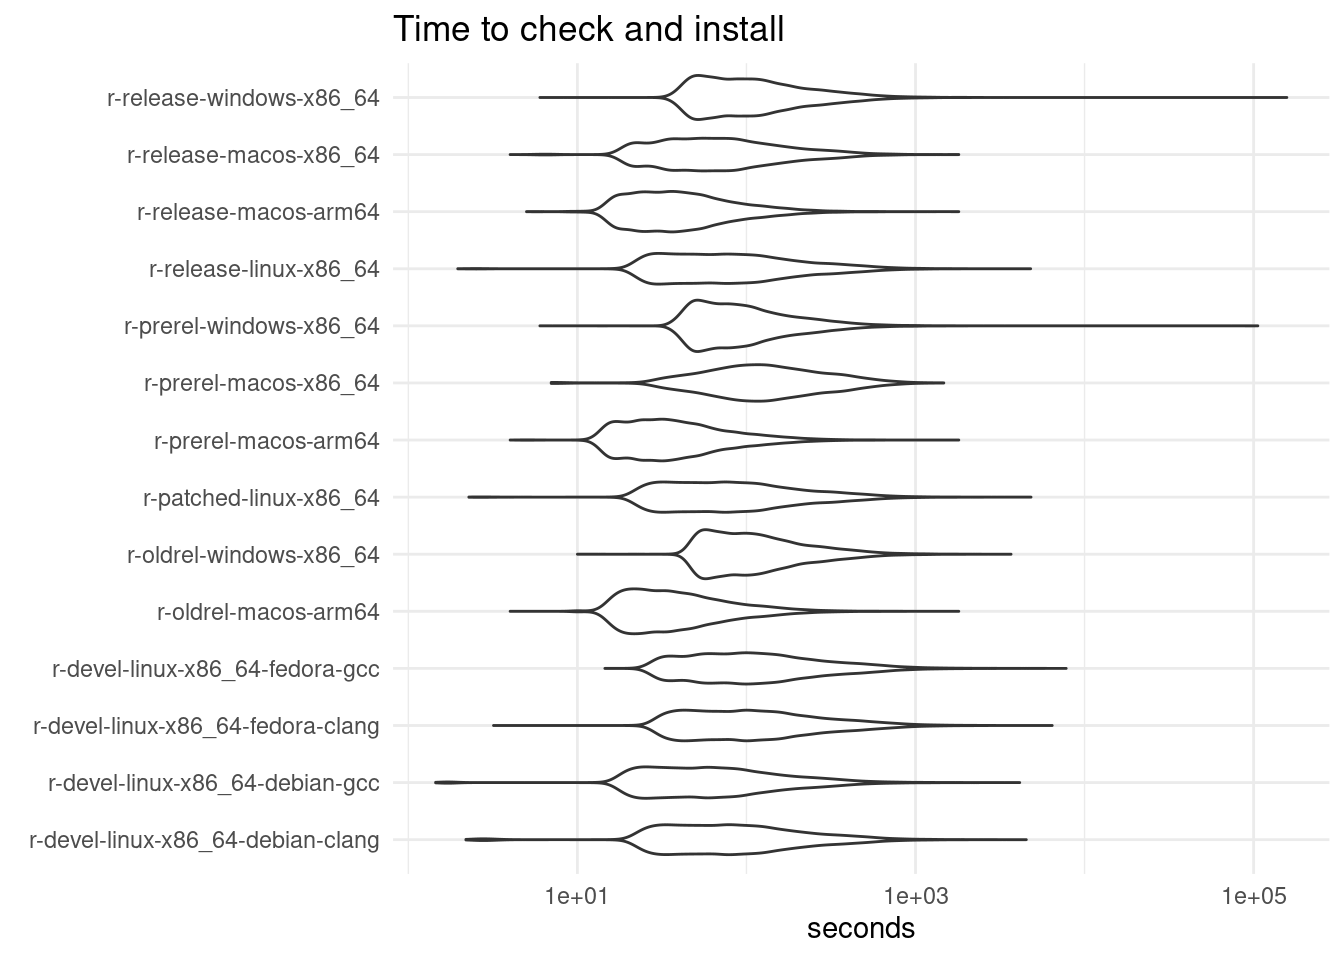 Time to check and install
r-release-windows-x86_64
r-release-macos-x86_64
r-release-macos-arm64
r-release-linux-x86_64
r-prerel-windows-x86_64
r-prerel-macos-x86_64
r-prerel-macos-arm64
r-patched-linux-x86_64
r-oldrel-windows-x86_64
r-oldrel-macos-arm64
r-devel-linux-x86_64-fedora-gcc
r-devel-linux-x86_64-fedora-clang
r-devel-linux-x86_64-debian-gcc
r-devel-linux-x86_64-debian-clang
1e+01 1e+03 1e+05
seconds